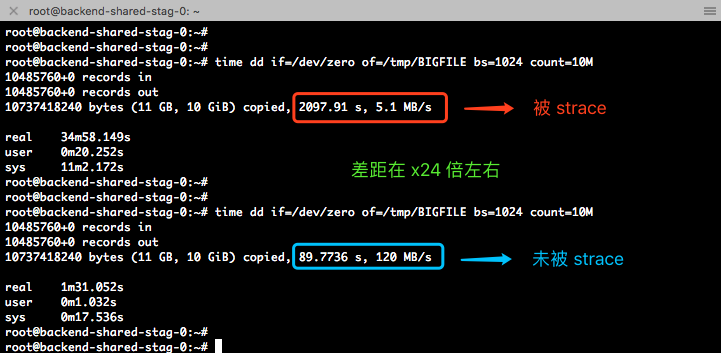 root@backend-shared-stag-0: ~
root@backend-shared-stag-0:~#
root@backend-shared-stag-0:~#
root@backend-shared-stag-0:~# time dd if=/dev/zero of=/tmp/BIGFILE bs=1024 count=10M
10485760+0 records in
10485760+0 records out
10737418240 bytes (11 GB, 10 GiB) copied, 2097.91 s, 5.1 MB/s
被 strace
real 34m58.149s
user 0m20.252s
sys 11m2.172s
差距在 x24 倍左右
root@backend-shared-stag-0:~#
root@backend-shared-stag-0:~#
root@backend-shared-stag-0:~# time dd if=/dev/zero of=/tmp/BIGFILE bs=1024 count=10M
10485760+0 records in
10485760+0 records out
10737418240 bytes (11 GB, 10 GiB) copied, 89.7736 s, 120 MB/s
未被 strace
real 1m31.052s
user 0m1.032s
sys 0m17.536s
root@backend-shared-stag-0:~#
root@backend-shared-stag-0:~#